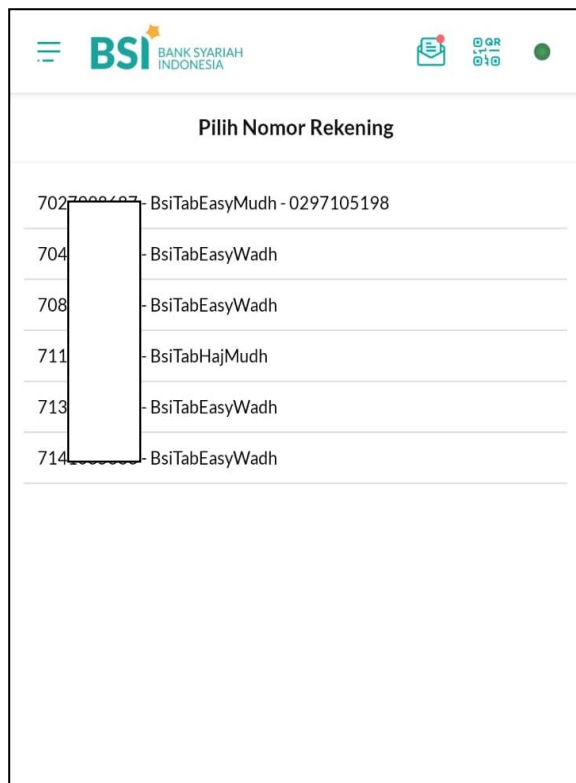 BSI BANK SYARIAH
INDONESIA
QR
Pilih Nomor Rekening
702 - BsiTabEasyMudh - 0297105198
704 - BsiTabEasyWadh
708 - BsiTabEasyWadh
711 - BsiTabHajMudh
713 - BsiTabEasyWadh
714 - BsiTabEasyWadh